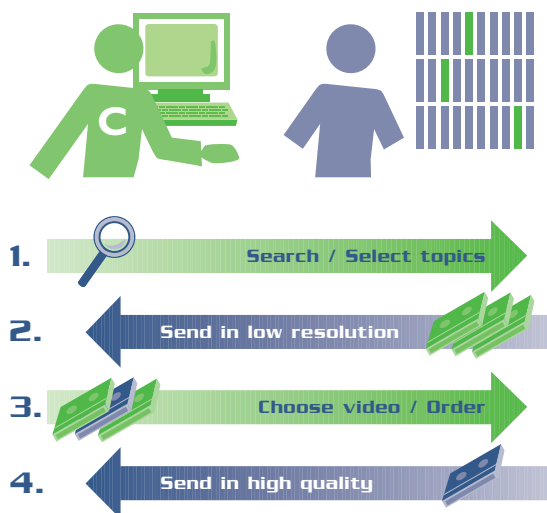 C
1. Search / Select topics
2. Send in low resolution
3. Choose video / Order
4. Send in high quality